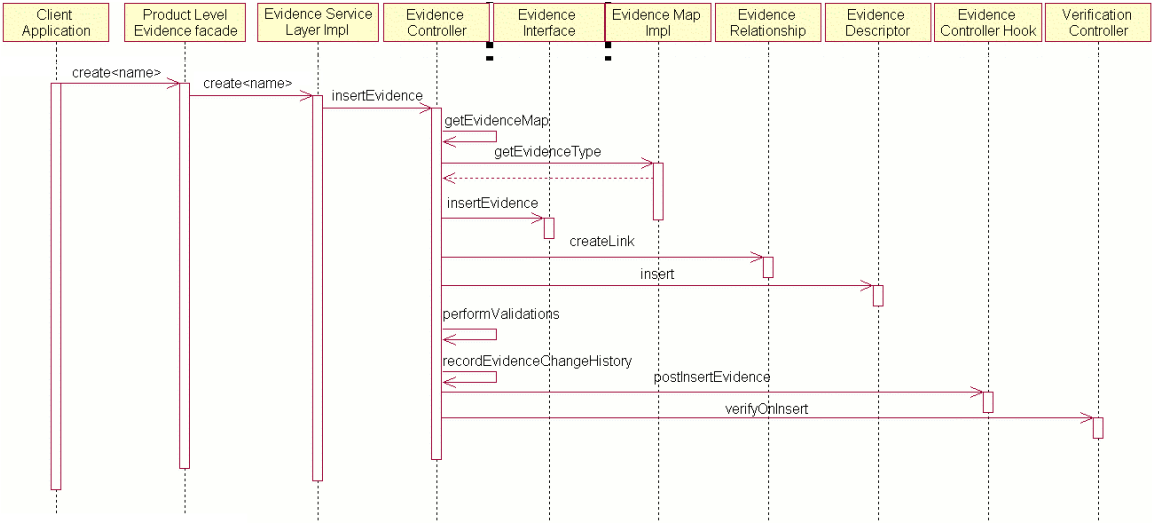 Client
Application
Product Level
Evidence facade
Evidence Service
Layer Impl
Evidence
Controller
Evidence
Interface
Evidence Map
Impl
Evidence
Relationship
Evidence
Descriptor
Evidence
Controller Hook
Verification
Controller
create<name>
create<name>
insertEvidence
getEvidenceMap
getEvidenceType
insertEvidence
createLink
insert
performValidations
recordEvidenceChangeHistory
postInsertEvidence
verifyOnInsert